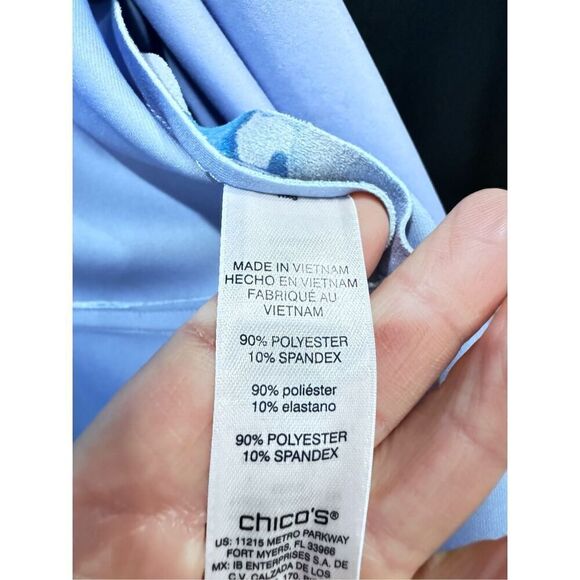 MADE IN VIETNAM
HECHO EN VIETNAM
FABRIQUÉ AU
VIETNAM
90% POLYESTER
10% SPANDEX
90% poliéster
10% elastano
90% POLYESTER
10% SPANDEX
chico's®
US: 11215 METRO PARKWAY
FORT MYERS, FL 33966
MX: IB ENTERPRISES S.A. DE
C.V. CALZADA DE LOS